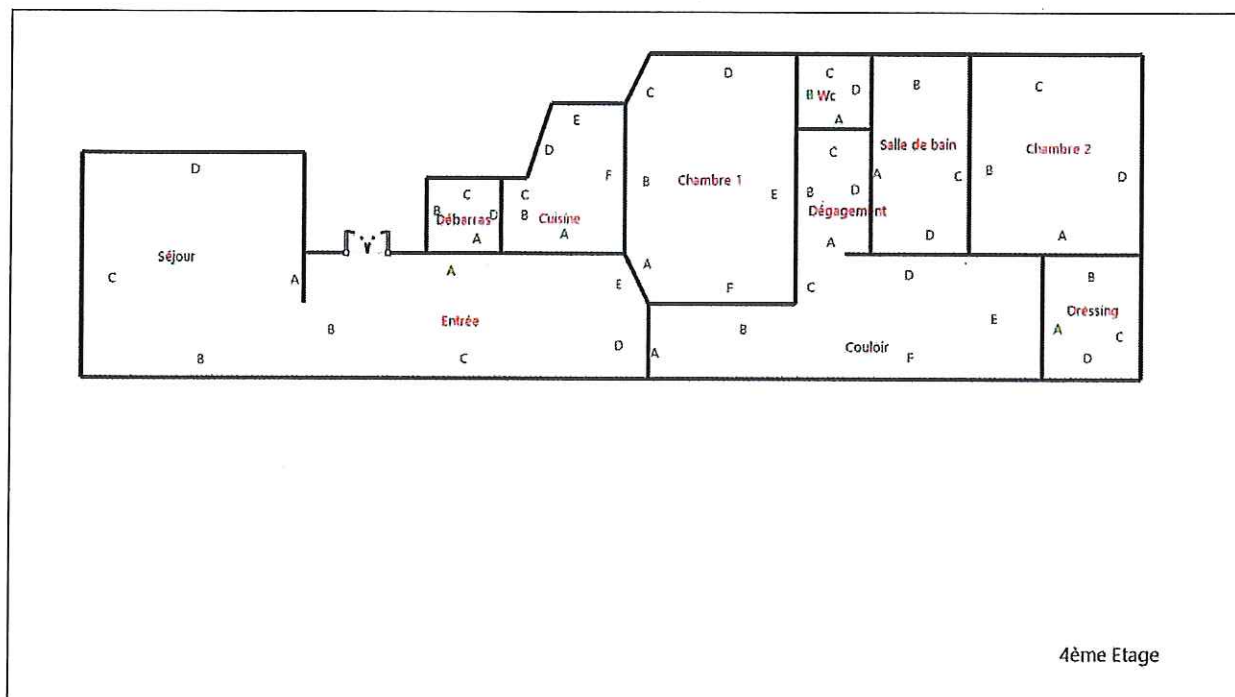 D
C
Séjour
A
B
C
B
Débarras
D
A
E
D
F
C
B
Cuisine
A
A
E
B
Entrée
D
C
D
C
B
Chambre 1
E
A
F
C
B Wc
D
A
C
B
D
Dégagement
A
B
Salle de bain
A
C
D
C
Chambre 2
B
D
A
A
B
C
D
E
Couloir
F
B
Dressing
A
C
D
4ème Etage